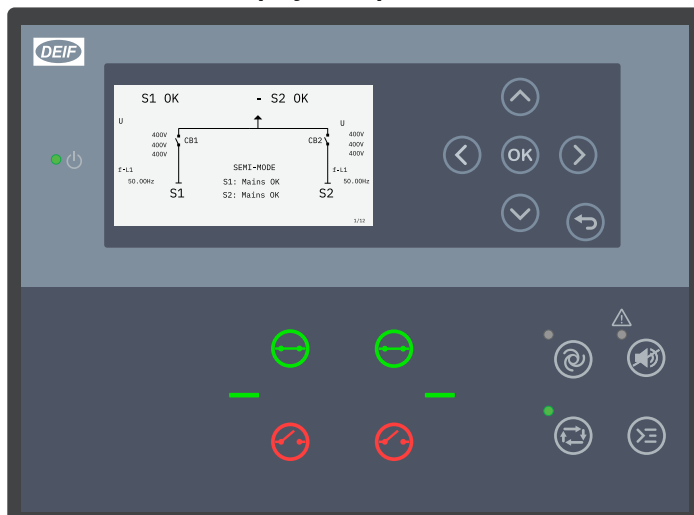 DEIF
S1 OK - S2 OK
U U
400V 400V
400V CB1 CB2 400V
400V 400V
f-L1 SEMI-MODE f-L1
50.00Hz S1: Mains OK 50.00Hz
S1 S2: Mains OK S2
1/12
OK